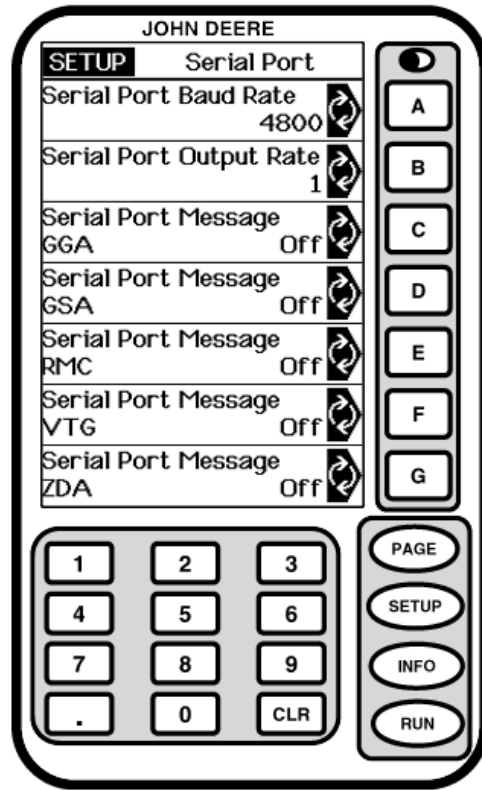 JOHN DEERE
SETUP Serial Port
Serial Port Baud Rate
4800
A
Serial Port Output Rate
1
B
Serial Port Message
GGA Off
C
Serial Port Message
GSA Off
D
Serial Port Message
RMC Off
E
Serial Port Message
VTG Off
F
Serial Port Message
ZDA Off
G
1 2 3
4 5 6
7 8 9
. 0 CLR
PAGE
SETUP
INFO
RUN